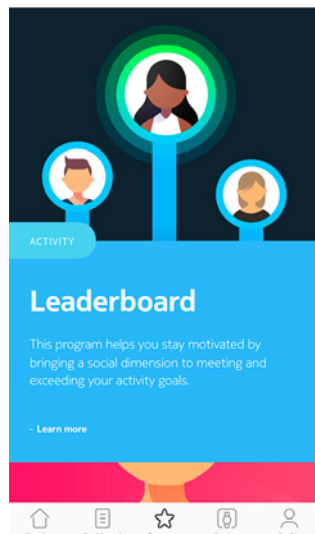 ACTIVITY
Leaderboard
This program helps you stay motivated by
bringing a social dimension to meeting and
exceeding your activity goals.
- Learn more